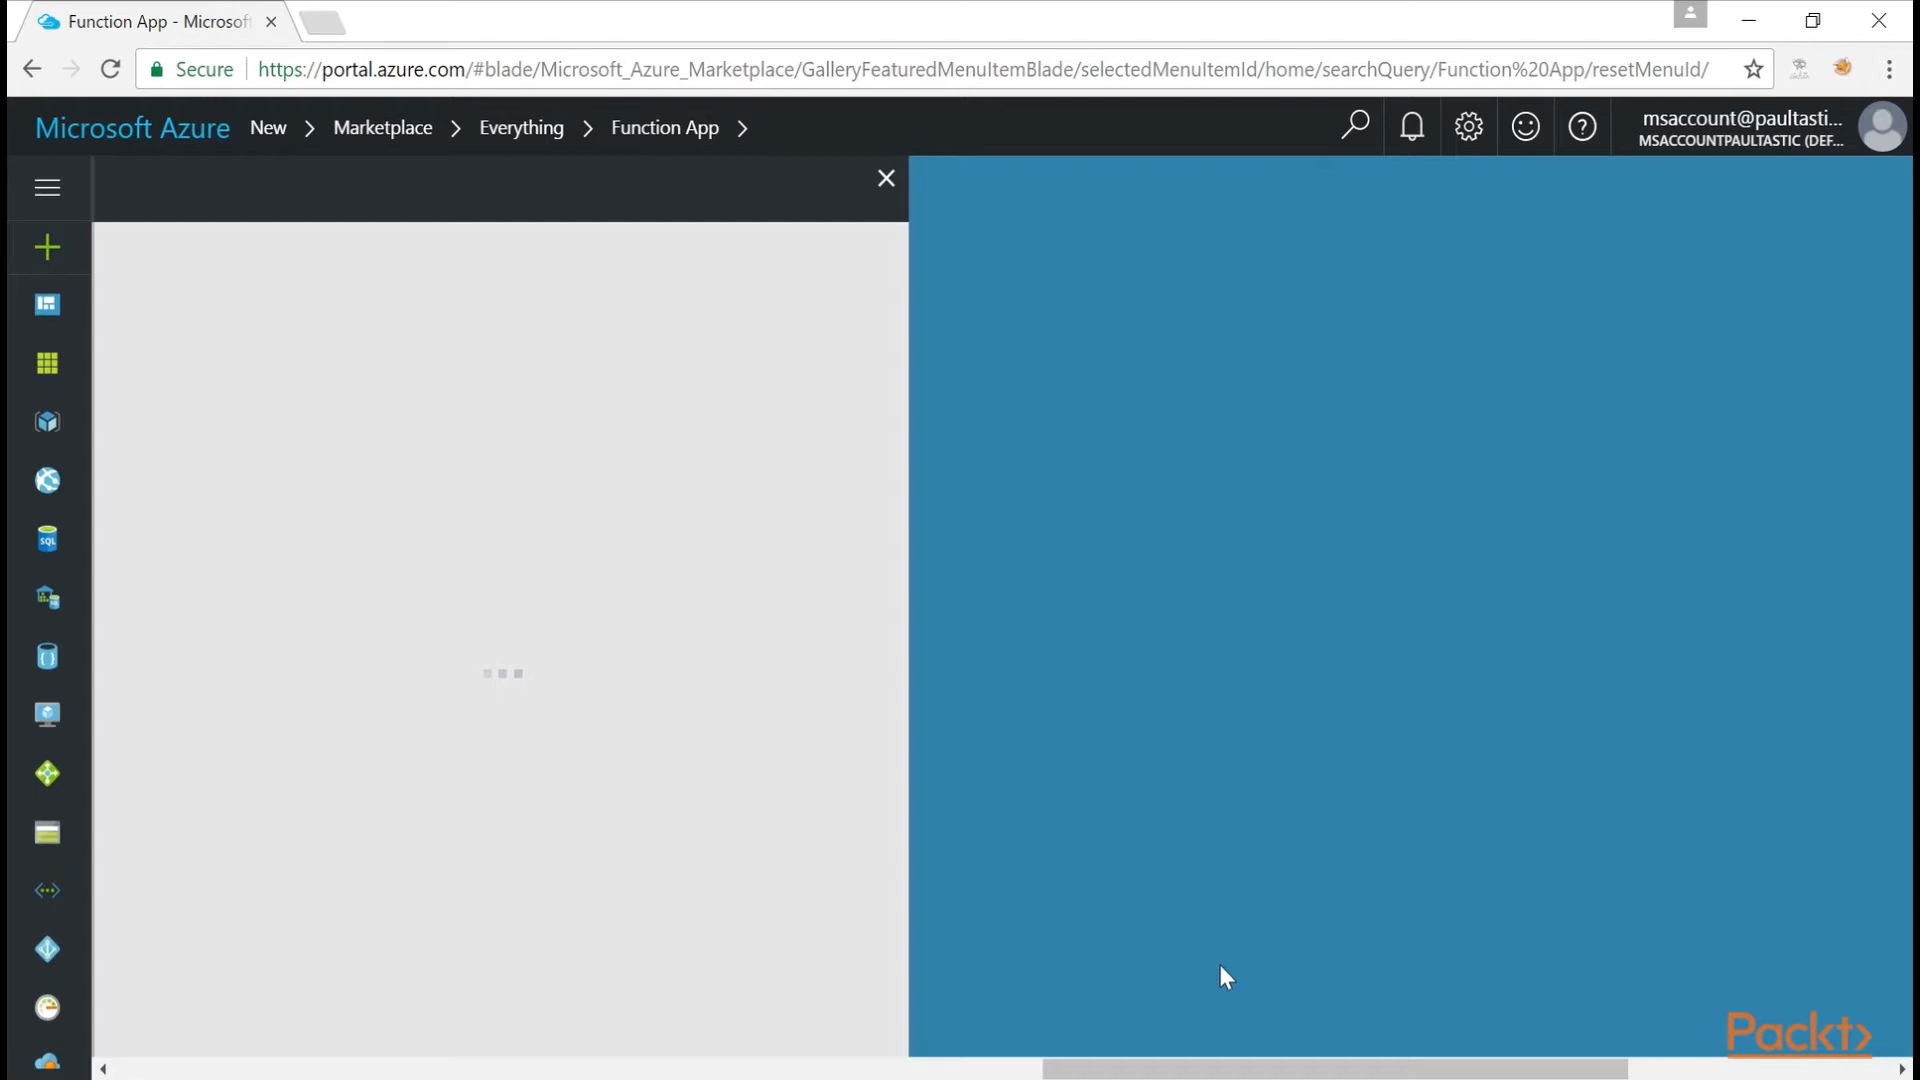 Function App - Microsof
Secure
https://portal.azure.com/#blade/Microsoft_Azure_Marketplace/GalleryFeaturedMenuItemBlade/selectedMenuItemId/home/searchQuery/Function%20App/resetMenuId/
Microsoft Azure New Marketplace Everything Function App
msaccount@paultasti...
MSACCOUNTPAULTASTIC (DEF...
SQL
Packt>